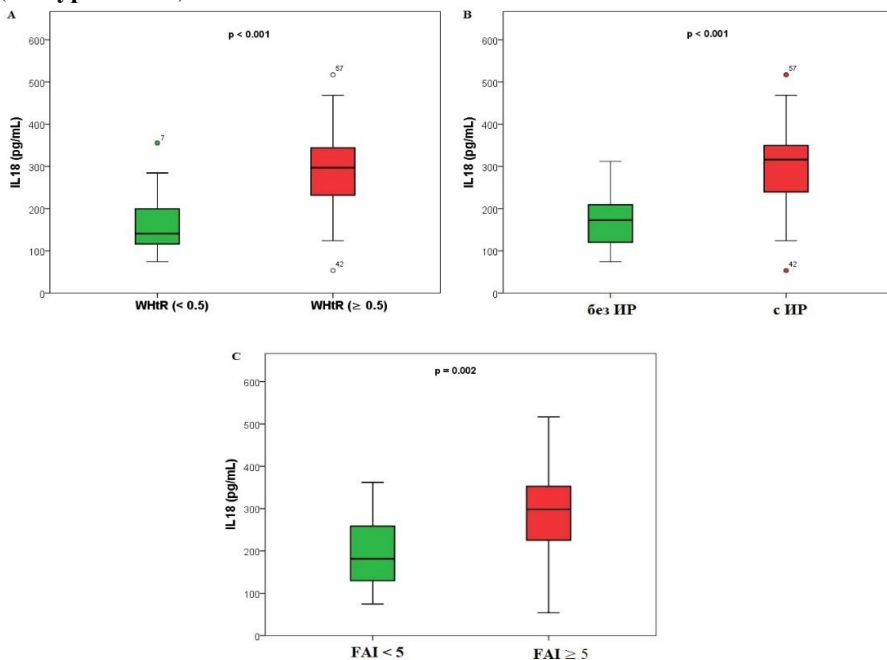 A
p < 0.001
600
500
400
300
200
100
0
IL18 (pg/mL)
7
57
42
WHtR (< 0.5)
WHtR (≥ 0.5)
B
p < 0.001
600
500
400
300
200
100
0
IL18 (pg/mL)
57
42
без ИР
с ИР
C
p = 0.002
600
500
400
300
200
100
0
IL18 (pg/mL)
FAI < 5
FAI ≥ 5